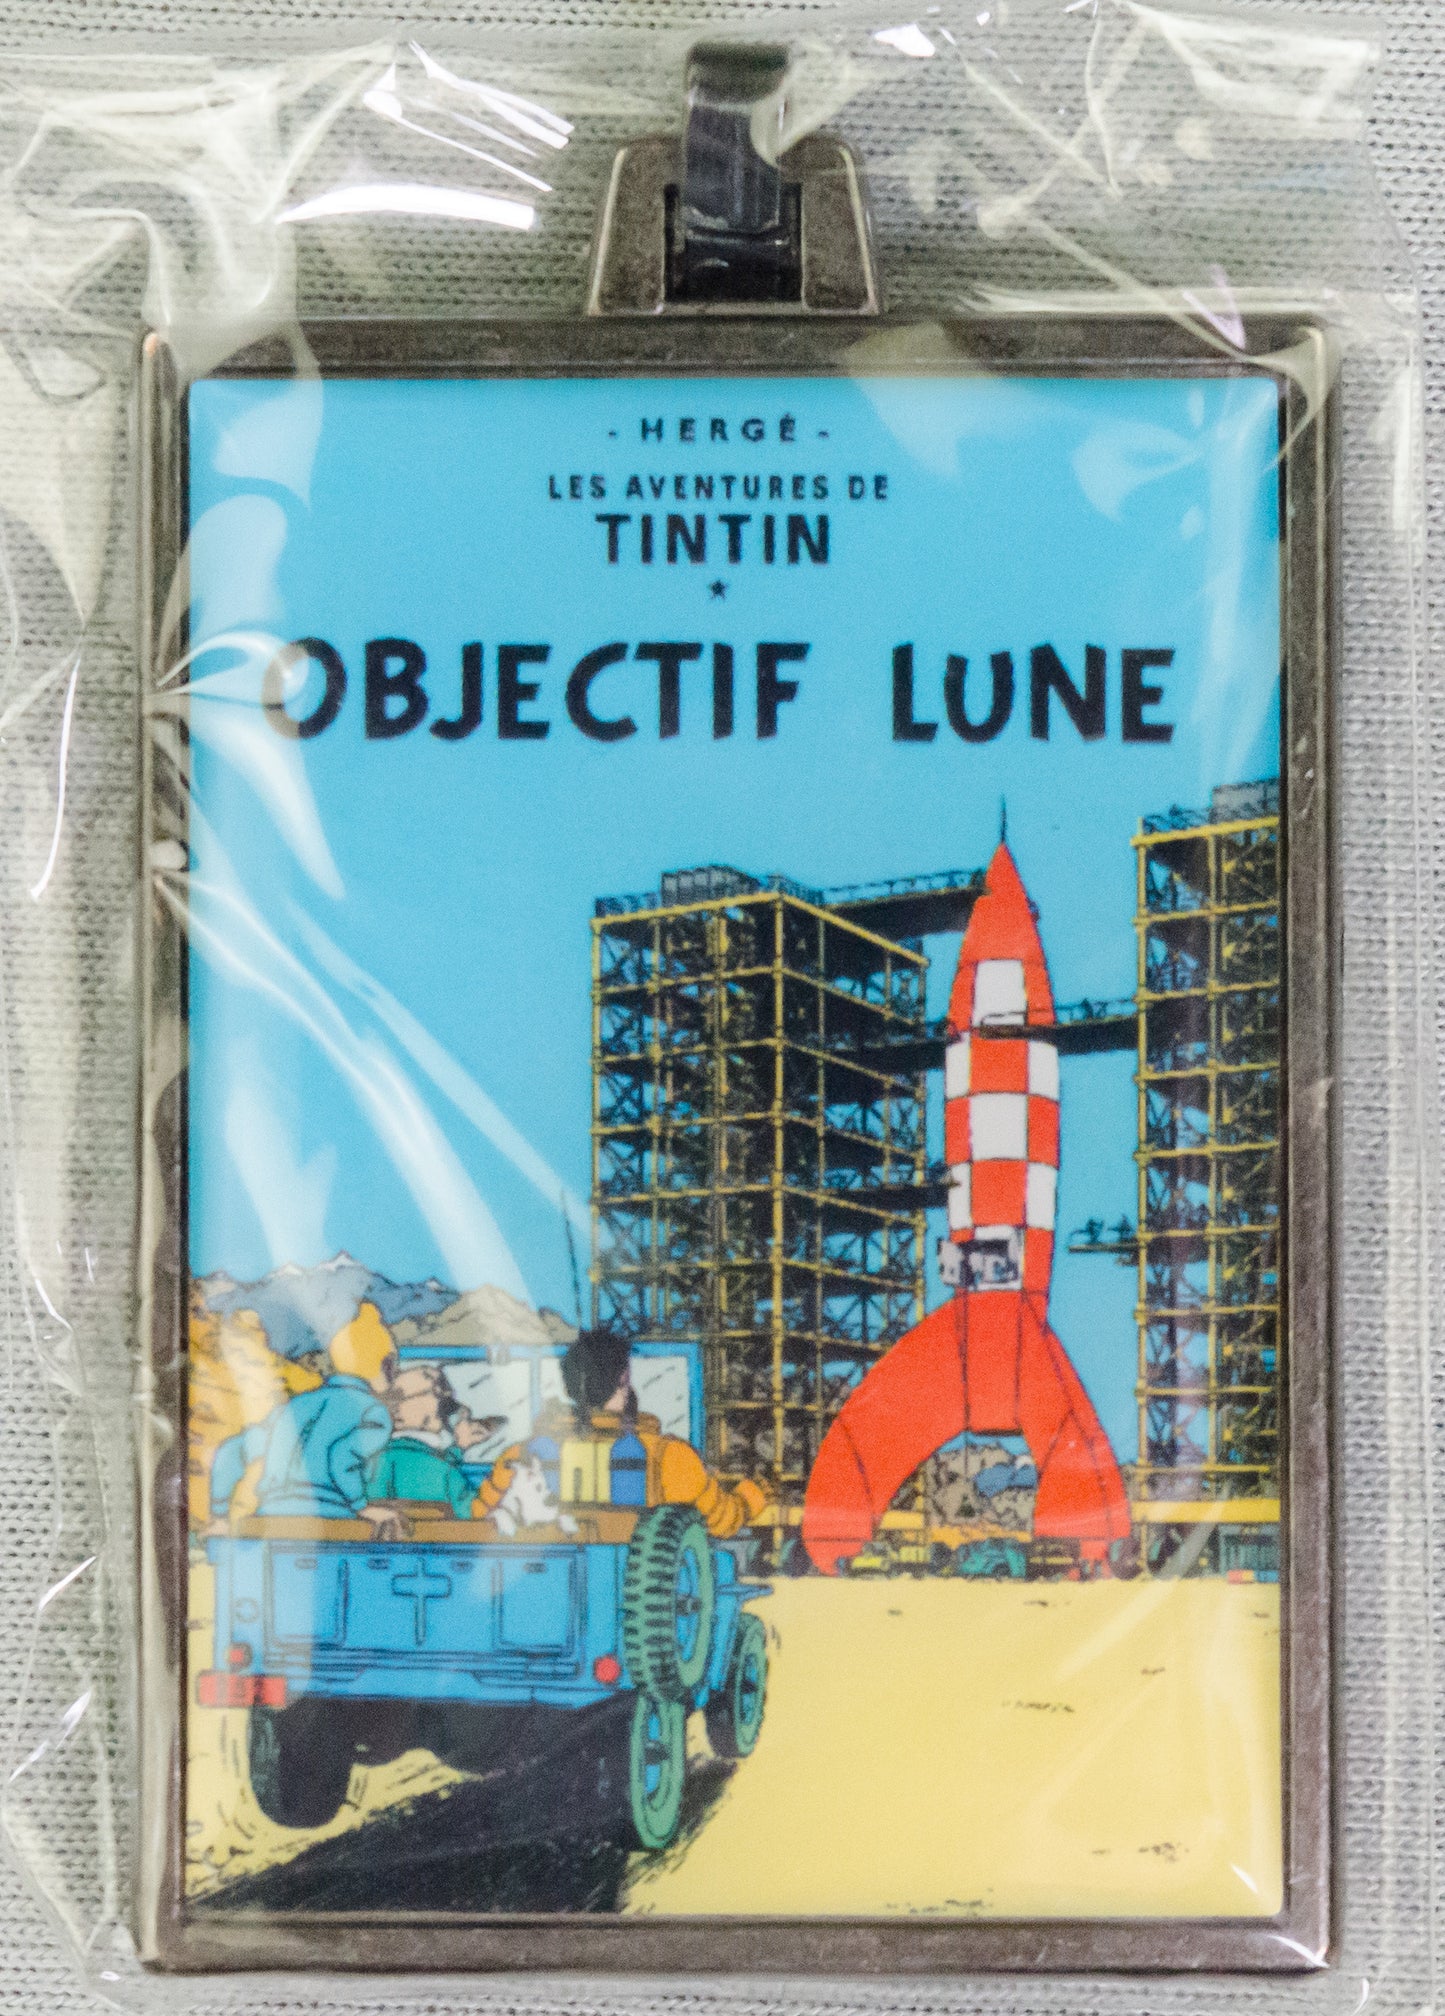 - HERGÉ -
LES AVENTURES DE
TINTIN
OBJECTIF LUNE